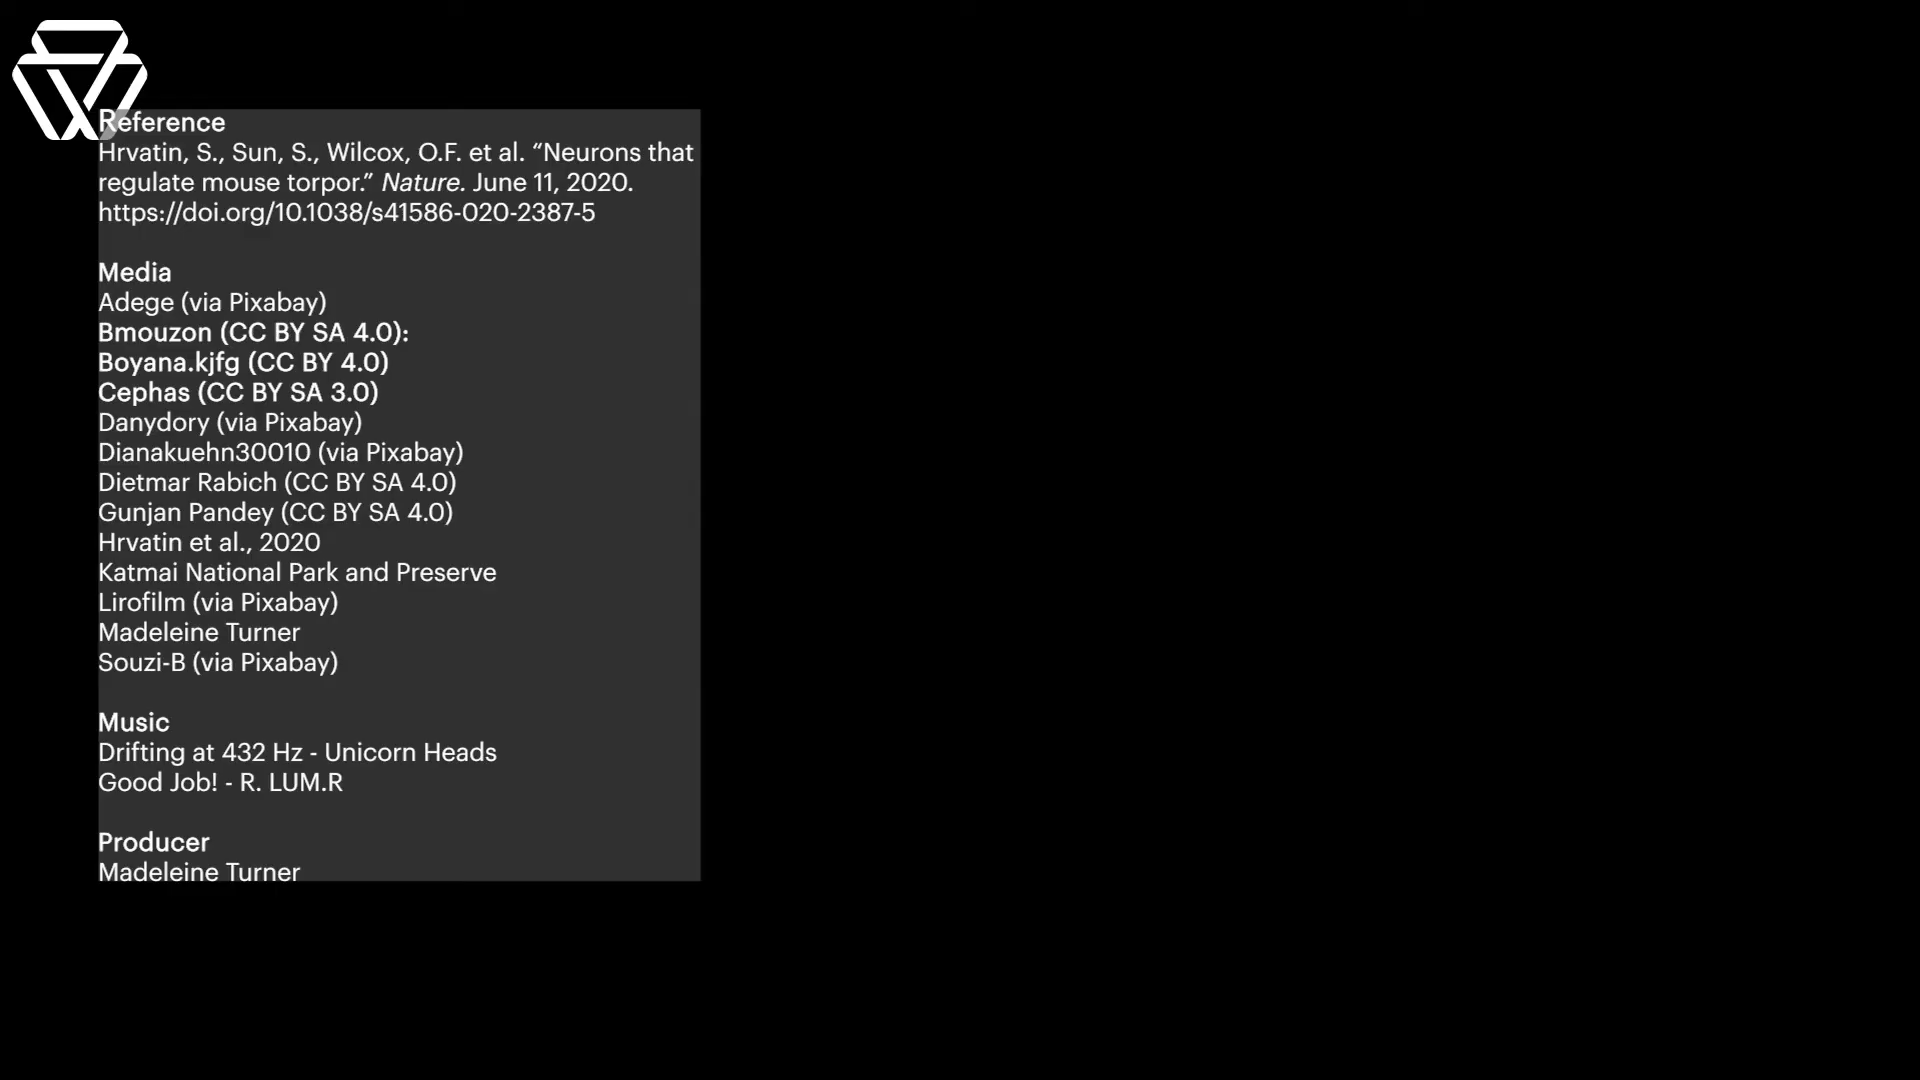 Reference
Hrvatin, S., Sun, S., Wilcox, O.F. et al. “Neurons that
regulate mouse torpor.” Nature. June 11, 2020.
https://doi.org/10.1038/s41586-020-2387-5
Media
Adege (via Pixabay)
Bmouzon (CC BY SA 4.0):
Boyana.kjfg (CC BY 4.0)
Cephas (CC BY SA 3.0)
Danydory (via Pixabay)
Dianakuehn30010 (via Pixabay)
Dietmar Rabich (CC BY SA 4.0)
Gunjan Pandey (CC BY SA 4.0)
Hrvatin et al., 2020
Katmai National Park and Preserve
Lirofilm (via Pixabay)
Madeleine Turner
Souzi-B (via Pixabay)
Music
Drifting at 432 Hz - Unicorn Heads
Good Job! - R. LUM.R
Producer
Madeleine Turner